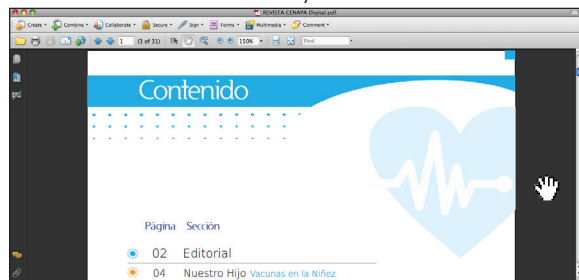 REVISTA CENAPA Digital.pdf
Create Combine Collaborate Secure Sign Forms Multimedia Comment
1 (3 of 31) 150% Find
Contenido
Página Sección
02 Editorial
04 Nuestro Hijo Vacunas en la Niñez